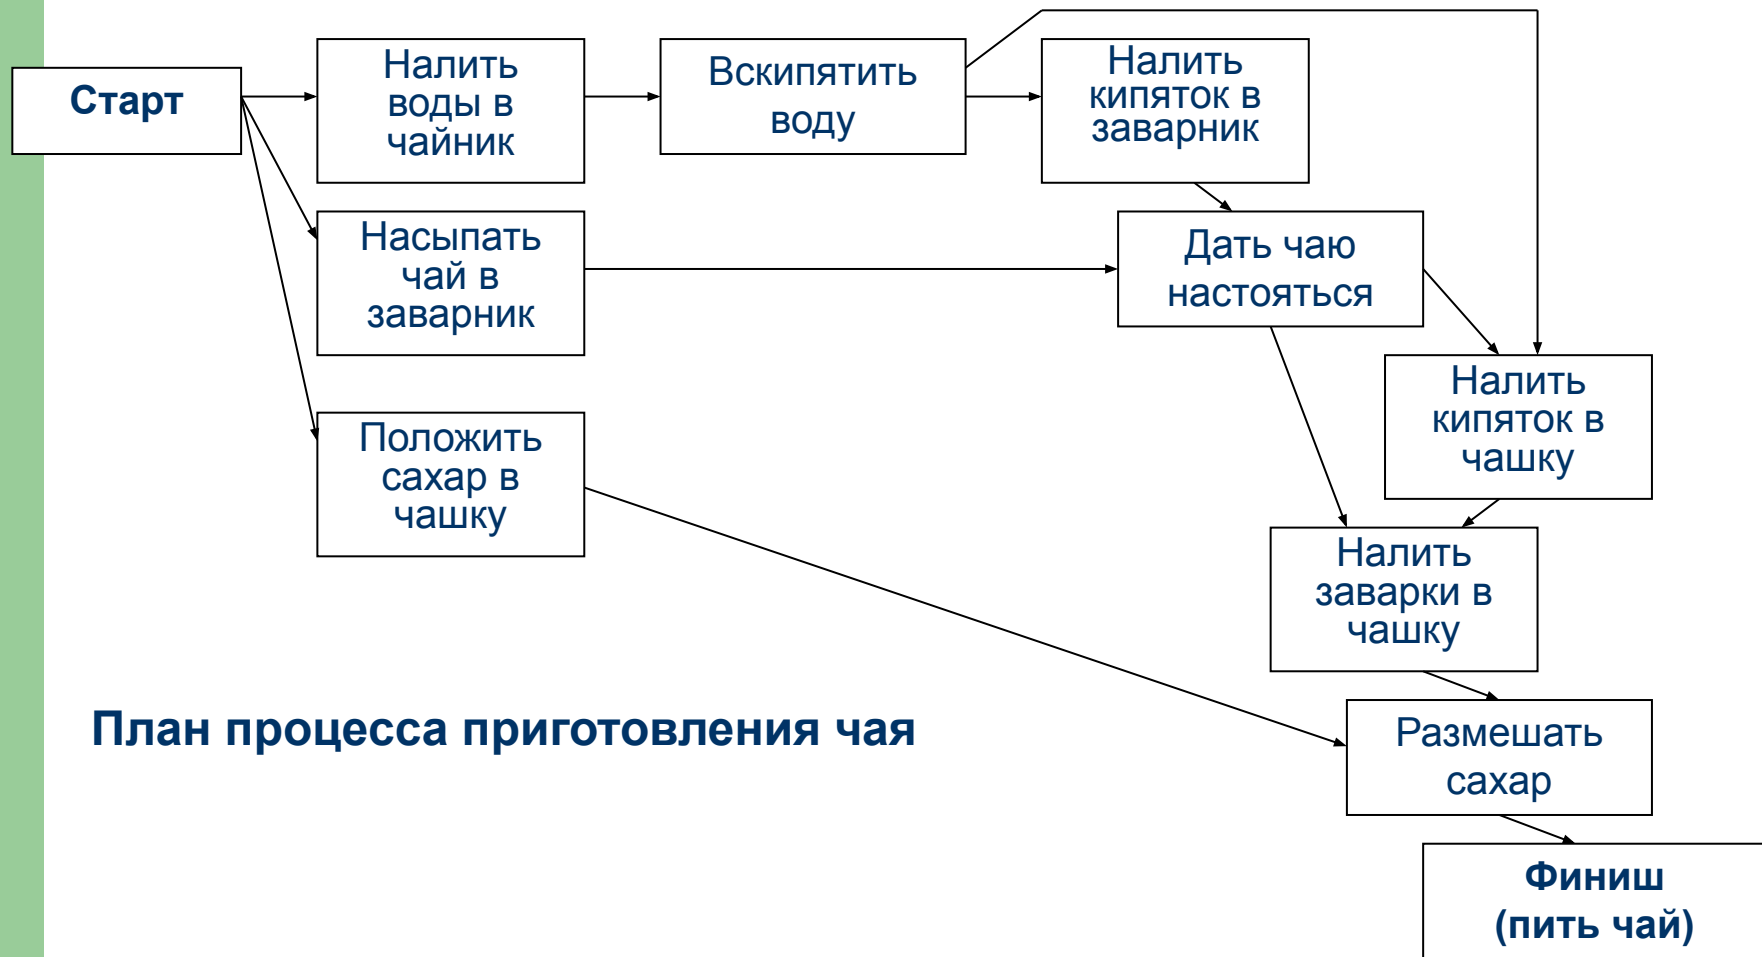 Старт
Налить
воды в
чайник
Вскипятить
воду
Налить
кипяток в
заварник
Насыпать
чай в
заварник
Дать чаю
настояться
Положить
сахар в
чашку
Налить
кипяток в
чашку
Налить
заварки в
чашку
План процесса приготовления чая
Размешать
сахар
Финиш
(пить чай)